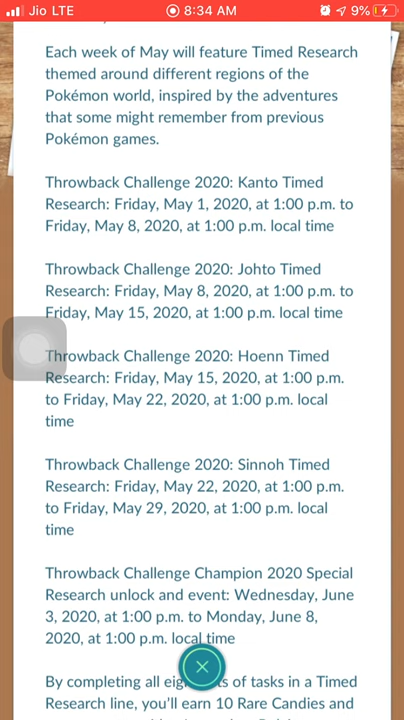 Jio LTE 8:34 AM 9%
Each week of May will feature Timed Research
themed around different regions of the
Pokémon world, inspired by the adventures
that some might remember from previous
Pokémon games.
Throwback Challenge 2020: Kanto Timed
Research: Friday, May 1, 2020, at 1:00 p.m. to
Friday, May 8, 2020, at 1:00 p.m. local time
Throwback Challenge 2020: Johto Timed
Research: Friday, May 8, 2020, at 1:00 p.m. to
Friday, May 15, 2020, at 1:00 p.m. local time
Throwback Challenge 2020: Hoenn Timed
Research: Friday, May 15, 2020, at 1:00 p.m.
to Friday, May 22, 2020, at 1:00 p.m. local
time
Throwback Challenge 2020: Sinnoh Timed
Research: Friday, May 22, 2020, at 1:00 p.m.
to Friday, May 29, 2020, at 1:00 p.m. local
time
Throwback Challenge Champion 2020 Special
Research unlock and event: Wednesday, June
3, 2020, at 1:00 p.m. to Monday, June 8,
2020, at 1:00 p.m. local time
By completing all of tasks in a Timed
Research line, you'll earn 10 Rare Candies and